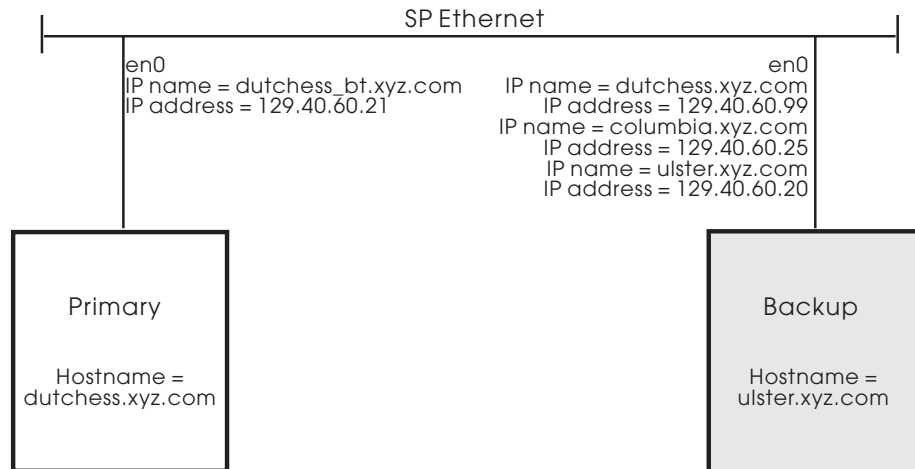 SP Ethernet
en0
IP name = dutchess_bt.xyz.com
IP address = 129.40.60.21
en0
IP name = dutchess.xyz.com
IP address = 129.40.60.99
IP name = columbia.xyz.com
IP address = 129.40.60.25
IP name = ulster.xyz.com
IP address = 129.40.60.20
Primary
Hostname =
dutchess.xyz.com
Backup
Hostname =
ulster.xyz.com